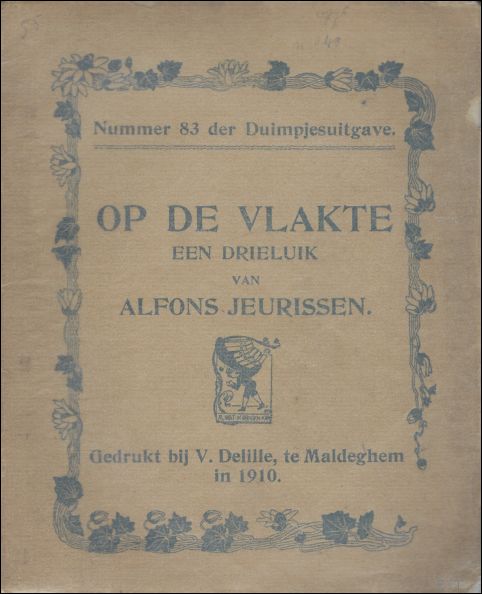 Nummer 83 der Duimpjesuitgave.
OP DE VLAKTE
EEN DRIELUIK
VAN
ALFONS JEURISSEN.
Gedrukt bij V. Delille, te Maldeghem
in 1910.